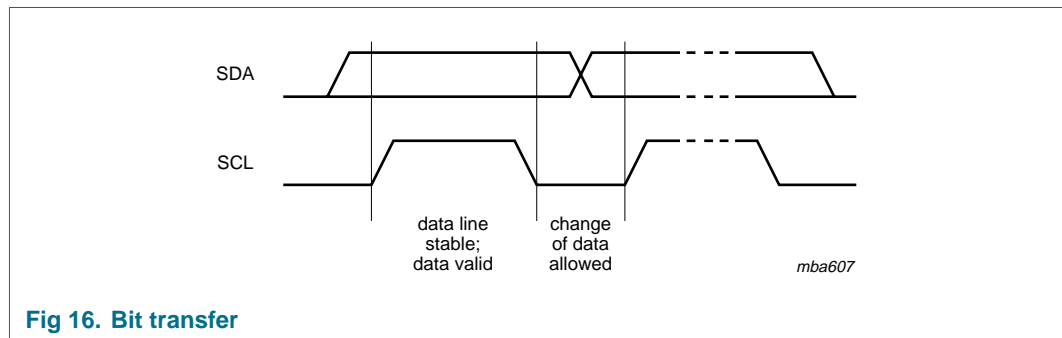 SDA
SCL
data line
stable;
data valid
change
of data
allowed
mba607
Fig 16. Bit transfer